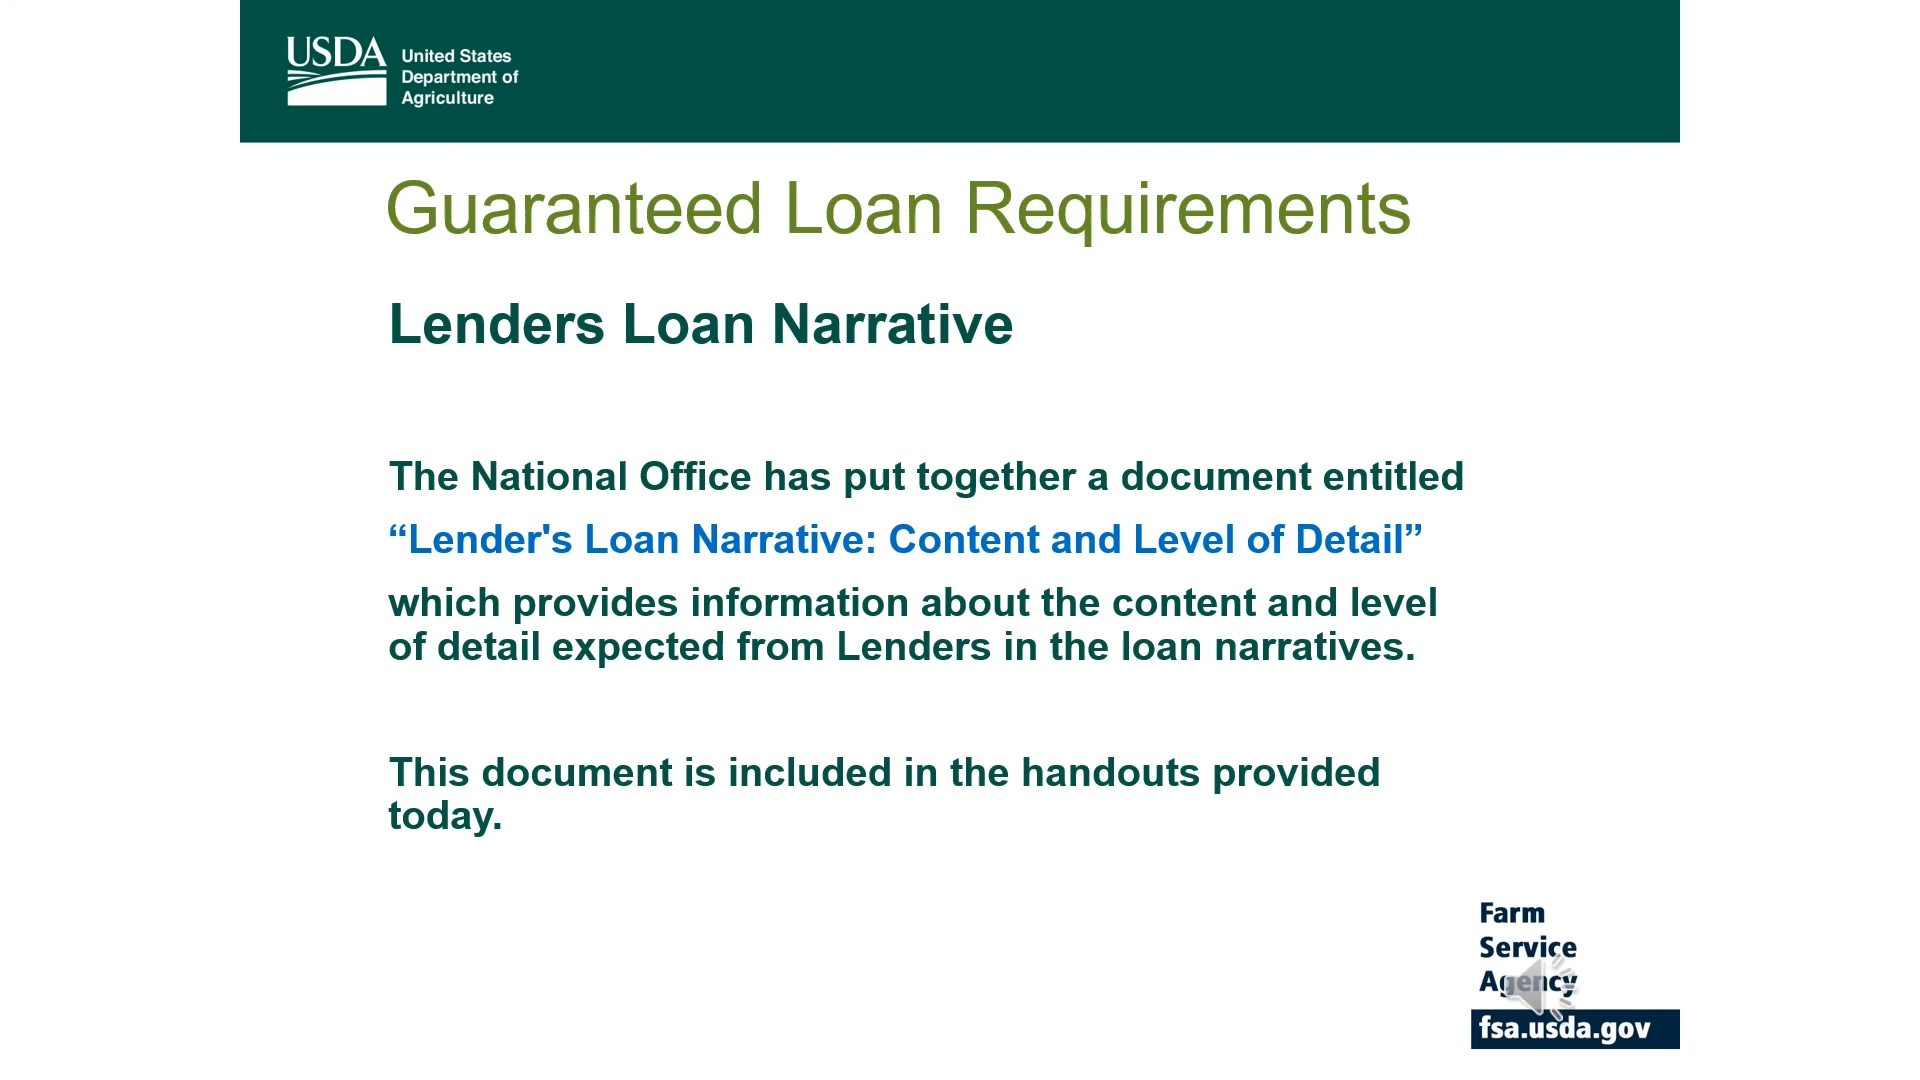 USDA
United States
Department of
Agriculture
Guaranteed Loan Requirements
Lenders Loan Narrative
The National Office has put together a document entitled
“Lender's Loan Narrative: Content and Level of Detail”
which provides information about the content and level
of detail expected from Lenders in the loan narratives.
This document is included in the handouts provided
today.
Farm
Service
Agency
fsa.usda.gov